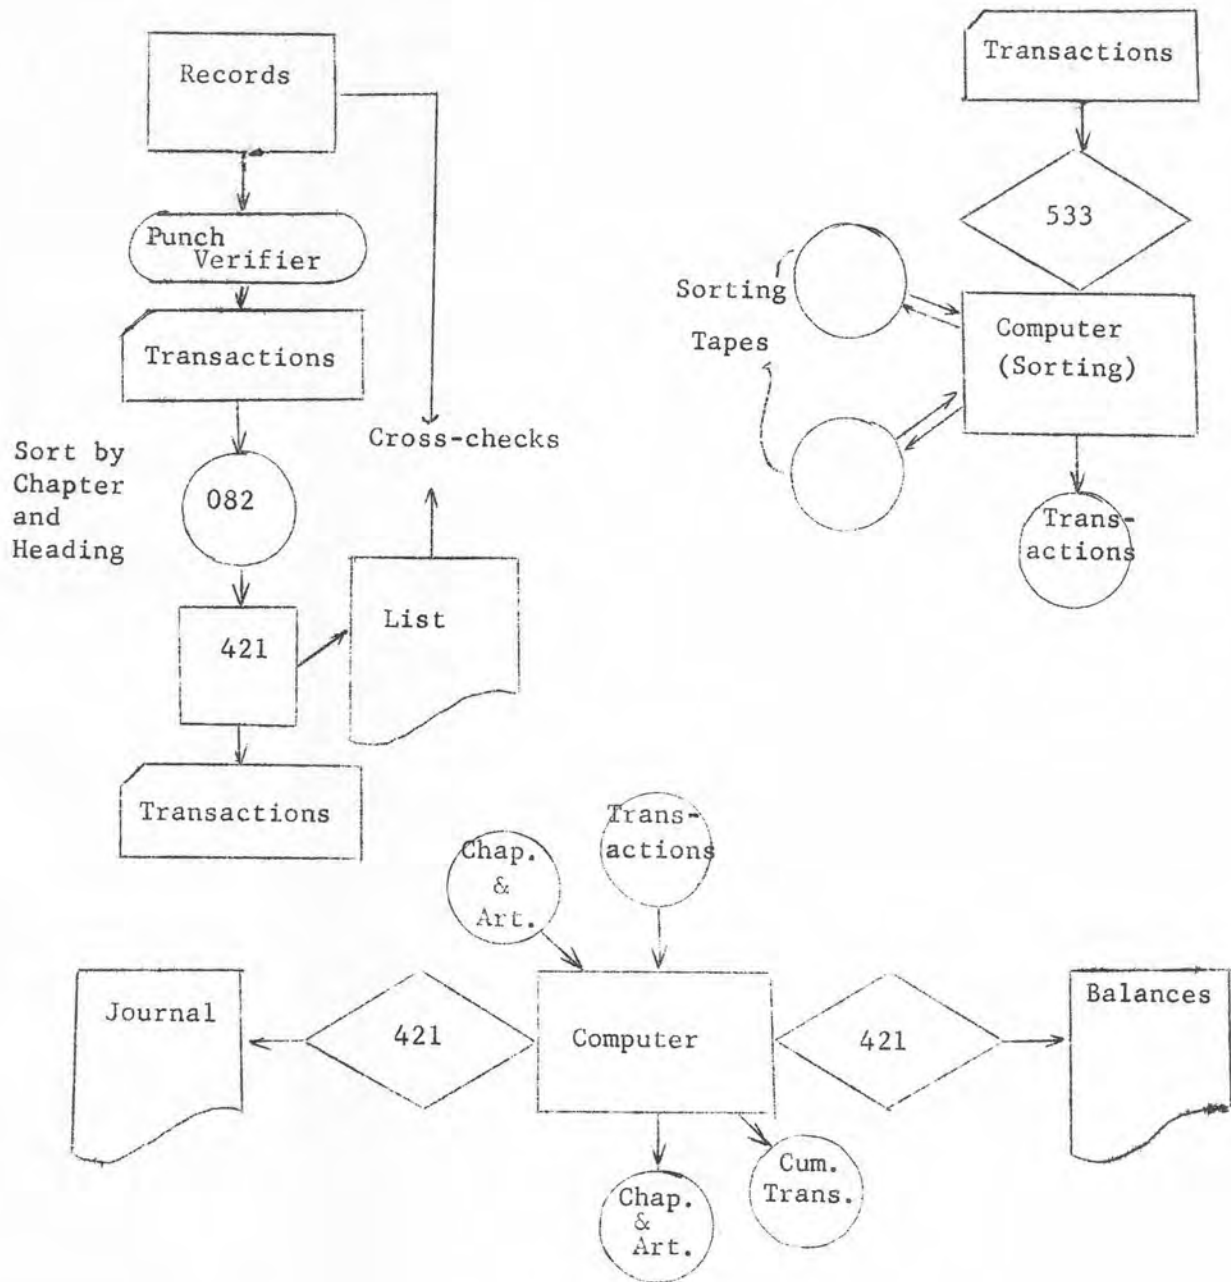 Records
Punch
Verifier
Transactions
Sort by
Chapter
and
Heading
082
Cross-checks
421
List
Transactions
Transactions
533
Sorting
Tapes
Computer
(Sorting)
Trans-
actions
Chap.
&
Art.
Trans-
actions
Journal
421
Computer
421
Balances
Chap.
&
Art.
Cum.
Trans.